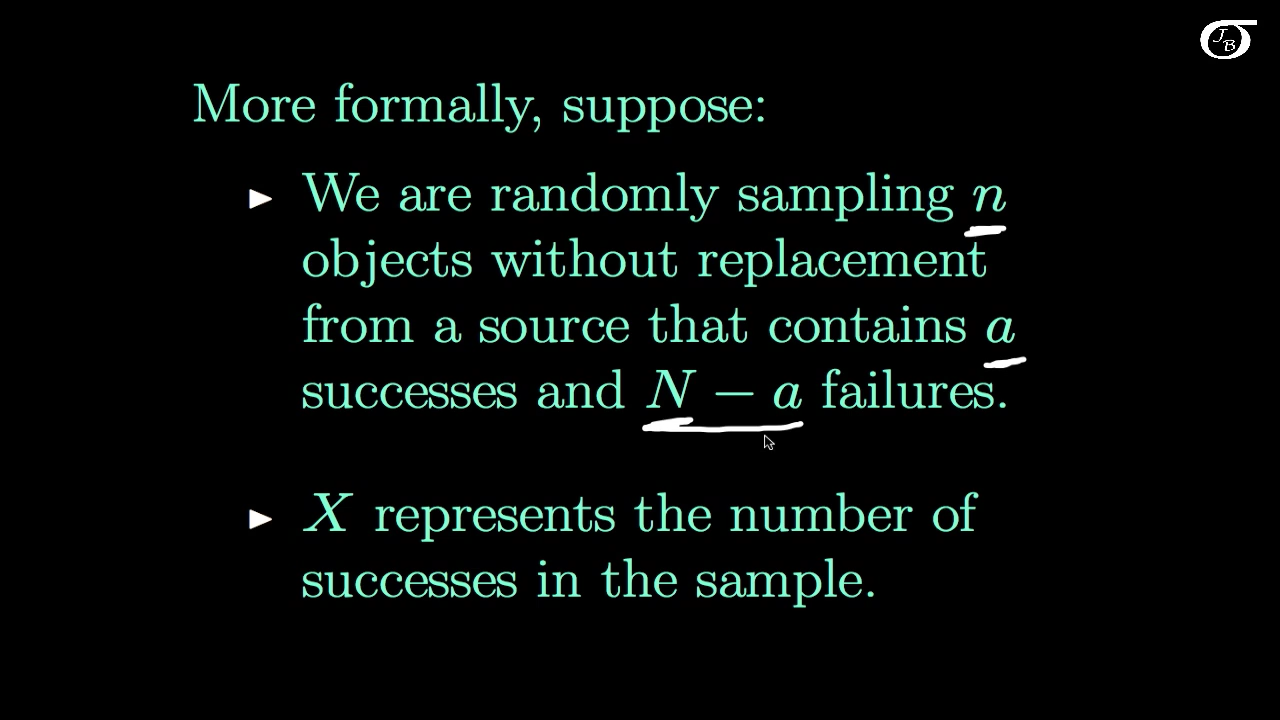 J B
More formally, suppose:
► We are randomly sampling n
objects without replacement
from a source that contains a
successes and N − a failures.
► X represents the number of
successes in the sample.